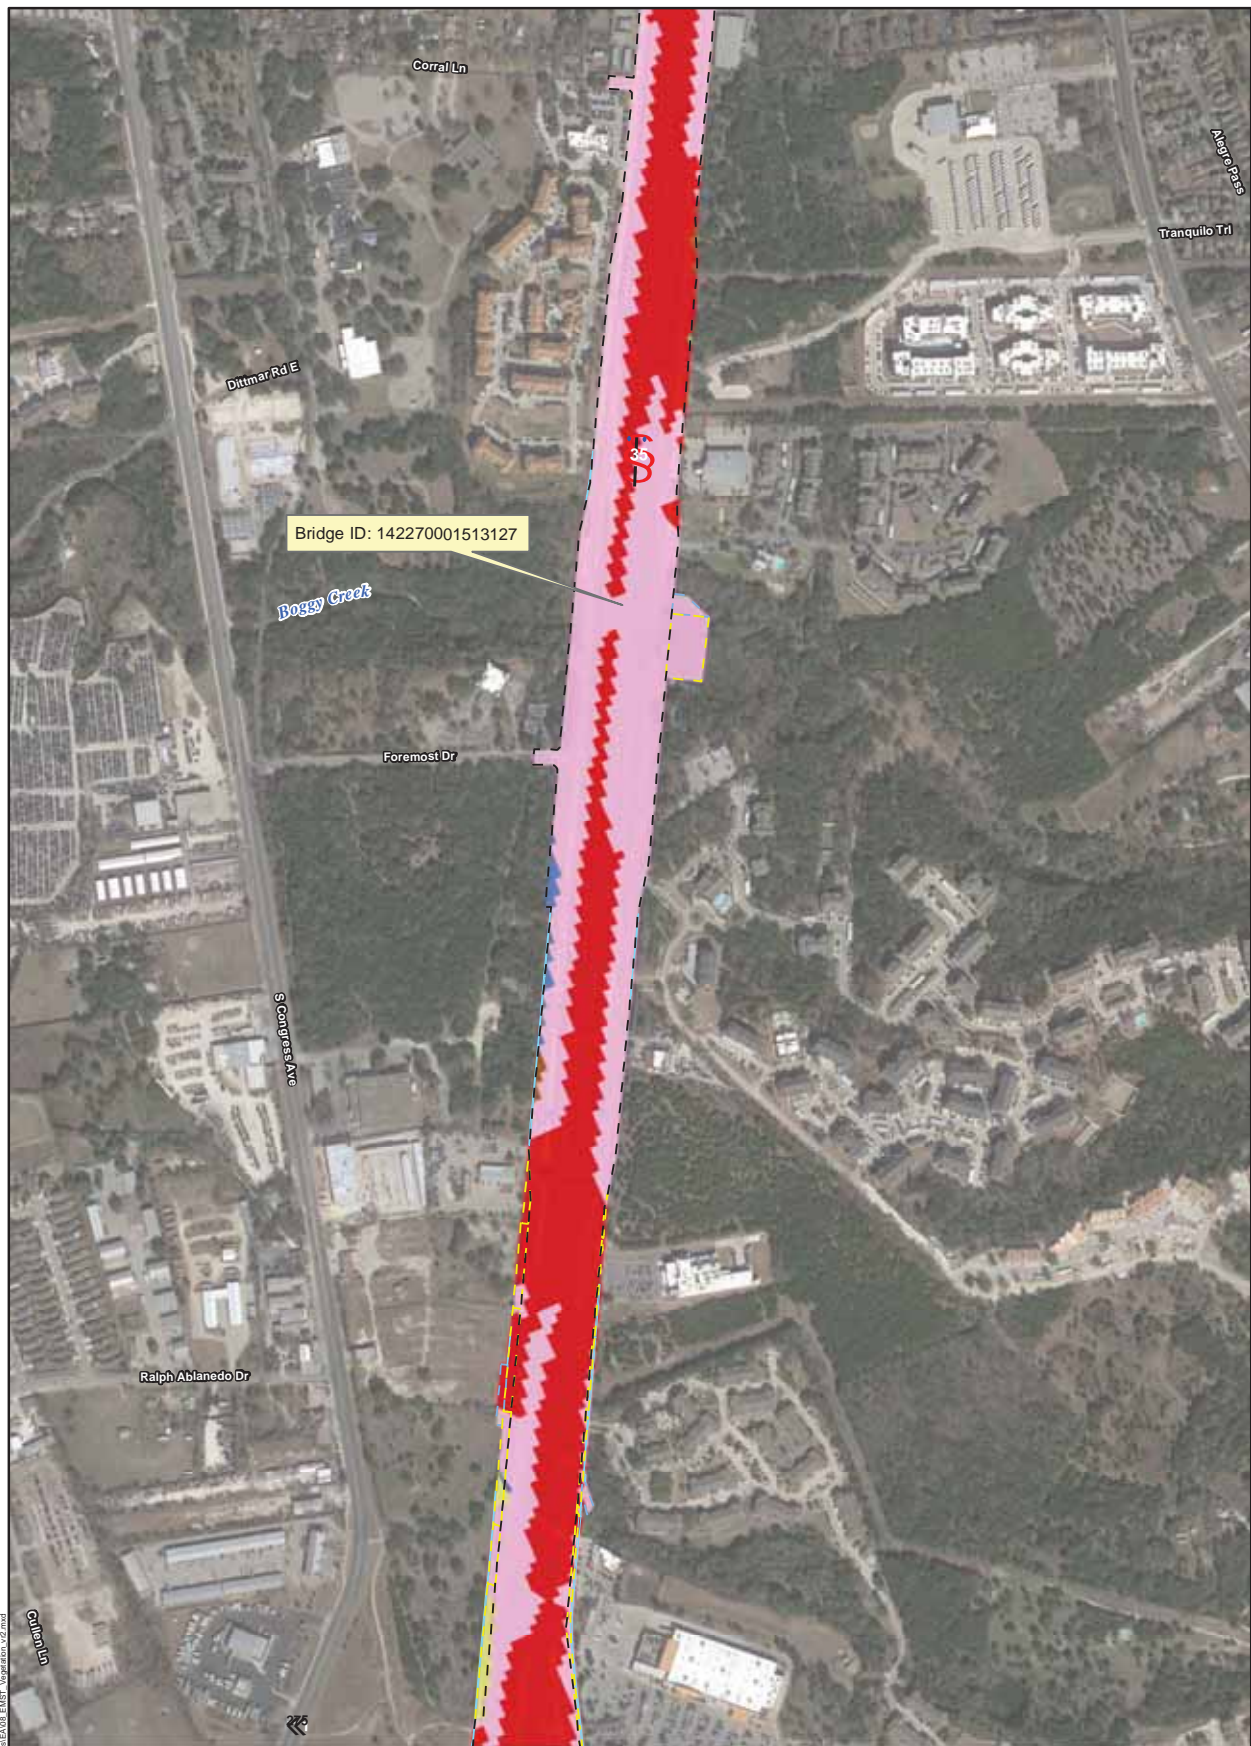 Corral Ln
Alegre Pass
Tranquilo Trl
Dittmar Rd E
35
Bridge ID: 142270001513127
Boggy Creek
Foremost Dr
S Congress Ave
Ralph Ablanedo Dr
Cullen Ln
275